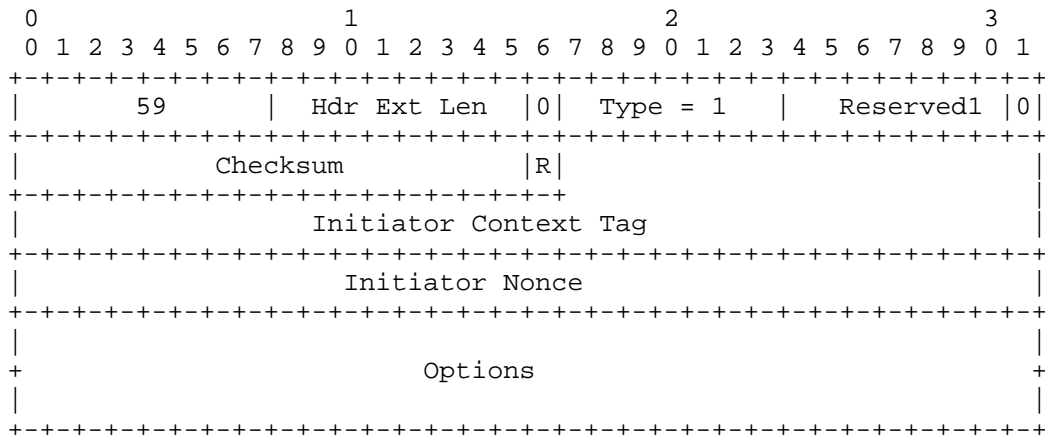 0                   1                   2                   3
 0 1 2 3 4 5 6 7 8 9 0 1 2 3 4 5 6 7 8 9 0 1 2 3 4 5 6 7 8 9 0 1
+-+-+-+-+-+-+-+-+-+-+-+-+-+-+-+-+-+-+-+-+-+-+-+-+-+-+-+-+-+-+-+-+
|       59      |  Hdr Ext Len  |0|  Type = 1   |   Reserved1 |0|
+-+-+-+-+-+-+-+-+-+-+-+-+-+-+-+-+-+-+-+-+-+-+-+-+-+-+-+-+-+-+-+-+
|            Checksum           |R|                             |
+-+-+-+-+-+-+-+-+-+-+-+-+-+-+-+-+-+                             |
|                  Initiator Context Tag                        |
+-+-+-+-+-+-+-+-+-+-+-+-+-+-+-+-+-+-+-+-+-+-+-+-+-+-+-+-+-+-+-+-+
|                    Initiator Nonce                            |
+-+-+-+-+-+-+-+-+-+-+-+-+-+-+-+-+-+-+-+-+-+-+-+-+-+-+-+-+-+-+-+-+
|                                                               |
+                         Options                               +
|                                                               |
+-+-+-+-+-+-+-+-+-+-+-+-+-+-+-+-+-+-+-+-+-+-+-+-+-+-+-+-+-+-+-+-+